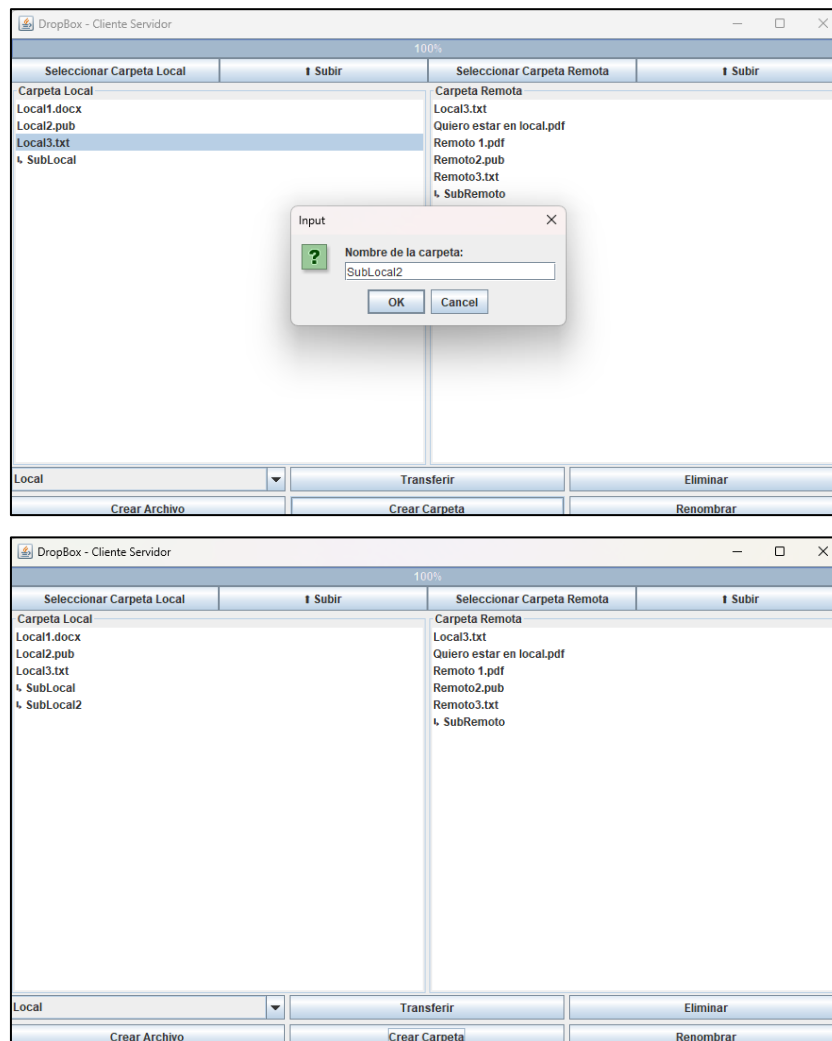 DropBox - Cliente Servidor
100%
Seleccionar Carpeta Local ⬆ Subir Seleccionar Carpeta Remota ⬆ Subir
Carpeta Local Carpeta Remota
Local1.docx Local3.txt
Local2.pub Quiero estar en local.pdf
Local3.txt Remoto 1.pdf
↳ SubLocal Remoto2.pub
Remoto3.txt
↳ SubRemoto
Input
Nombre de la carpeta:
SubLocal2
OK Cancel
Local Transferir Eliminar
Crear Archivo Crear Carpeta Renombrar
DropBox - Cliente Servidor
100%
Seleccionar Carpeta Local ⬆ Subir Seleccionar Carpeta Remota ⬆ Subir
Carpeta Local Carpeta Remota
Local1.docx Local3.txt
Local2.pub Quiero estar en local.pdf
Local3.txt Remoto 1.pdf
↳ SubLocal Remoto2.pub
↳ SubLocal2 Remoto3.txt
↳ SubRemoto
Local Transferir Eliminar
Crear Archivo Crear Carpeta Renombrar